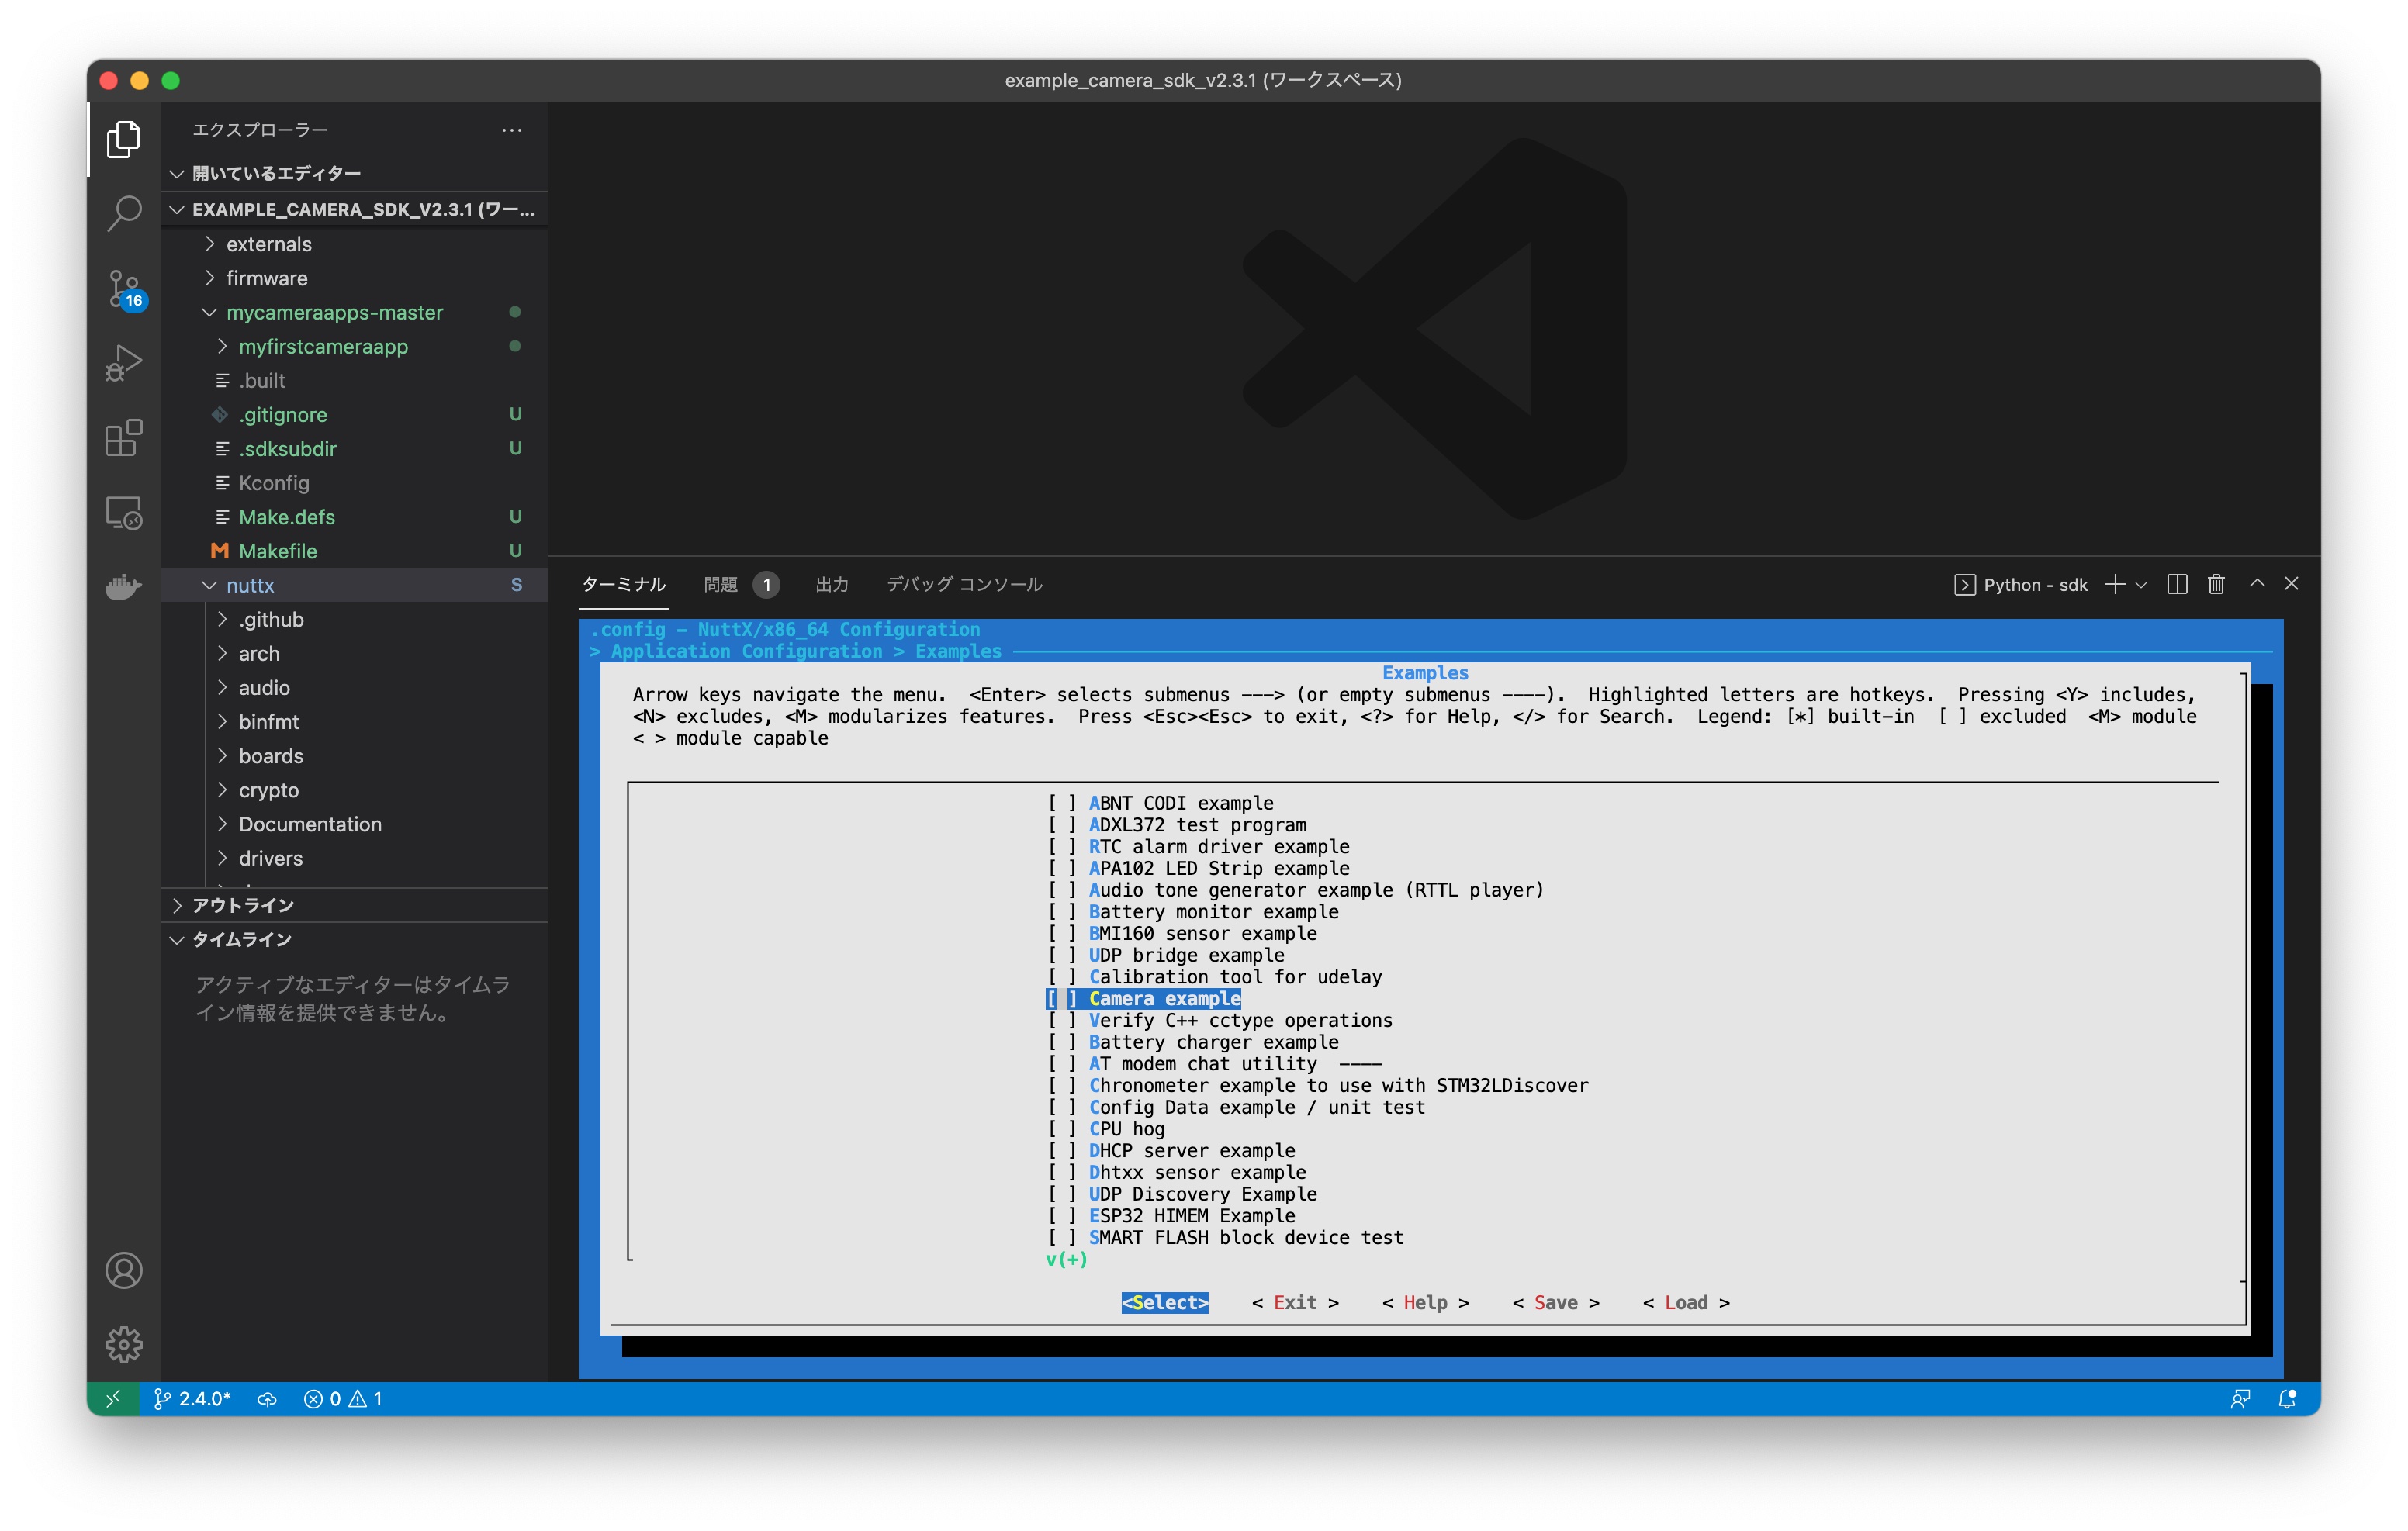 example_camera_sdk_v2.3.1 (ワークスペース)
エクスプローラー
開いているエディター
EXAMPLE_CAMERA_SDK_V2.3.1 (ワー...
externals
firmware
mycameraapps-master
myfirstcameraapp
.built
.gitignore U
.sdksubdir U
Kconfig
Make.defs U
Makefile U
nuttx S
.github
arch
audio
binfmt
boards
crypto
Documentation
drivers
アウトライン
タイムライン
アクティブなエディターはタイムラ
イン情報を提供できません。
16
ターミナル 問題 1 出力 デバッグ コンソール Python - sdk
.config - NuttX/x86_64 Configuration
> Application Configuration > Examples
Examples
Arrow keys navigate the menu. <Enter> selects submenus ---> (or empty submenus ----). Highlighted letters are hotkeys. Pressing <Y> includes,
<N> excludes, <M> modularizes features. Press <Esc><Esc> to exit, <?> for Help, </> for Search. Legend: [*] built-in [ ] excluded <M> module
< > module capable
[ ] ABNT CODI example
[ ] ADXL372 test program
[ ] RTC alarm driver example
[ ] APA102 LED Strip example
[ ] Audio tone generator example (RTTL player)
[ ] Battery monitor example
[ ] BMI160 sensor example
[ ] UDP bridge example
[ ] Calibration tool for udelay
[ ] Camera example
[ ] Verify C++ cctype operations
[ ] Battery charger example
[ ] AT modem chat utility ----
[ ] Chronometer example to use with STM32LDiscover
[ ] Config Data example / unit test
[ ] CPU hog
[ ] DHCP server example
[ ] Dhtxx sensor example
[ ] UDP Discovery Example
[ ] ESP32 HIMEM Example
[ ] SMART FLASH block device test
v(+)
<Select> < Exit > < Help > < Save > < Load >
2.4.0* 0 1